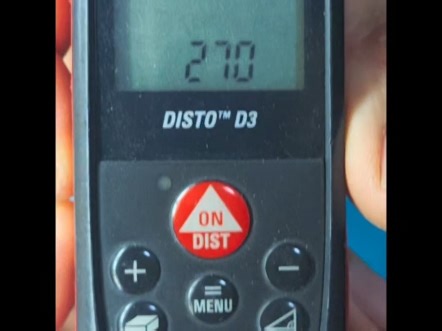 270
DISTO™ D3
ON
DIST
+
−
=
MENU